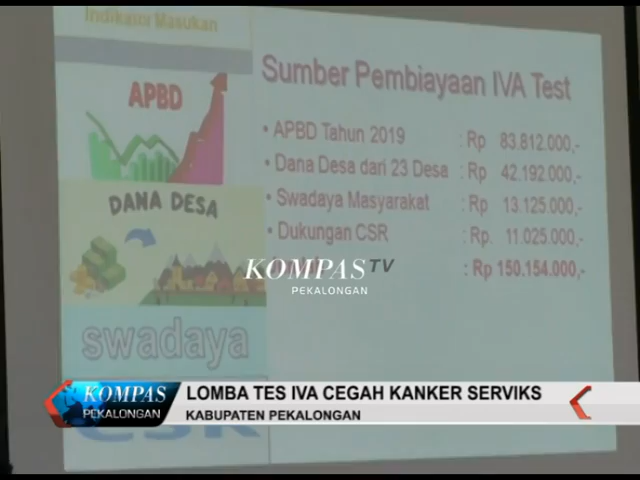 Indikator Masukan
Sumber Pembiayaan IVA Test
APBD
• APBD Tahun 2019 : Rp 83.812.000,-
• Dana Desa dari 23 Desa : Rp 42.192.000,-
• Swadaya Masyarakat : Rp 13.125.000,-
• Dukungan CSR : Rp. 11.025.000,-
: Rp 150.154.000,-
DANA DESA
KOMPAS TV
PEKALONGAN
swadaya
CSR
KOMPAS
PEKALONGAN
LOMBA TES IVA CEGAH KANKER SERVIKS
KABUPATEN PEKALONGAN